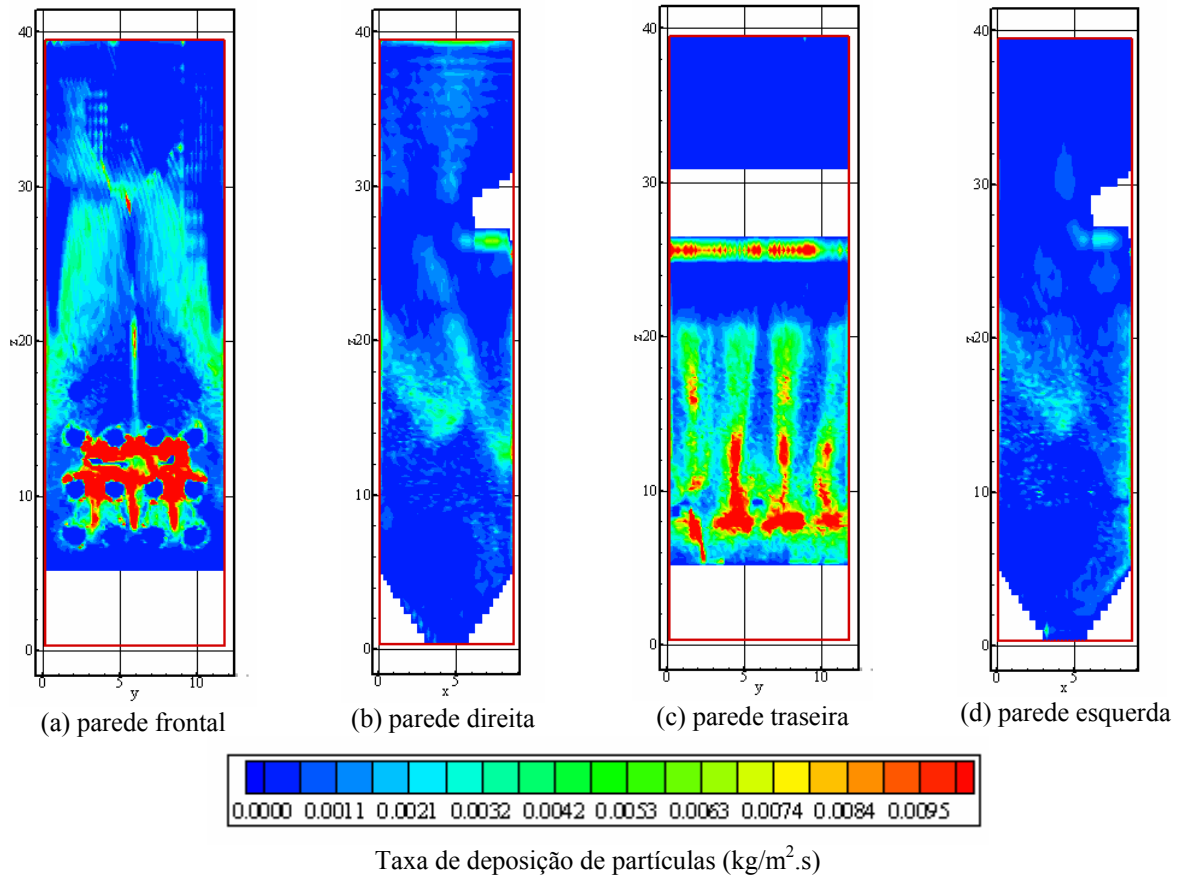 40
30
20
z
10
0
0
5
10
y
(a) parede frontal
40
30
20
z
10
0
0
5
x
(b) parede direita
40
30
20
z
10
0
0
5
10
y
(c) parede traseira
40
30
20
z
10
0
0
5
x
(d) parede esquerda
0.0000 0.0011 0.0021 0.0032 0.0042 0.0053 0.0063 0.0074 0.0084 0.0095
Taxa de deposição de partículas (kg/m².s)